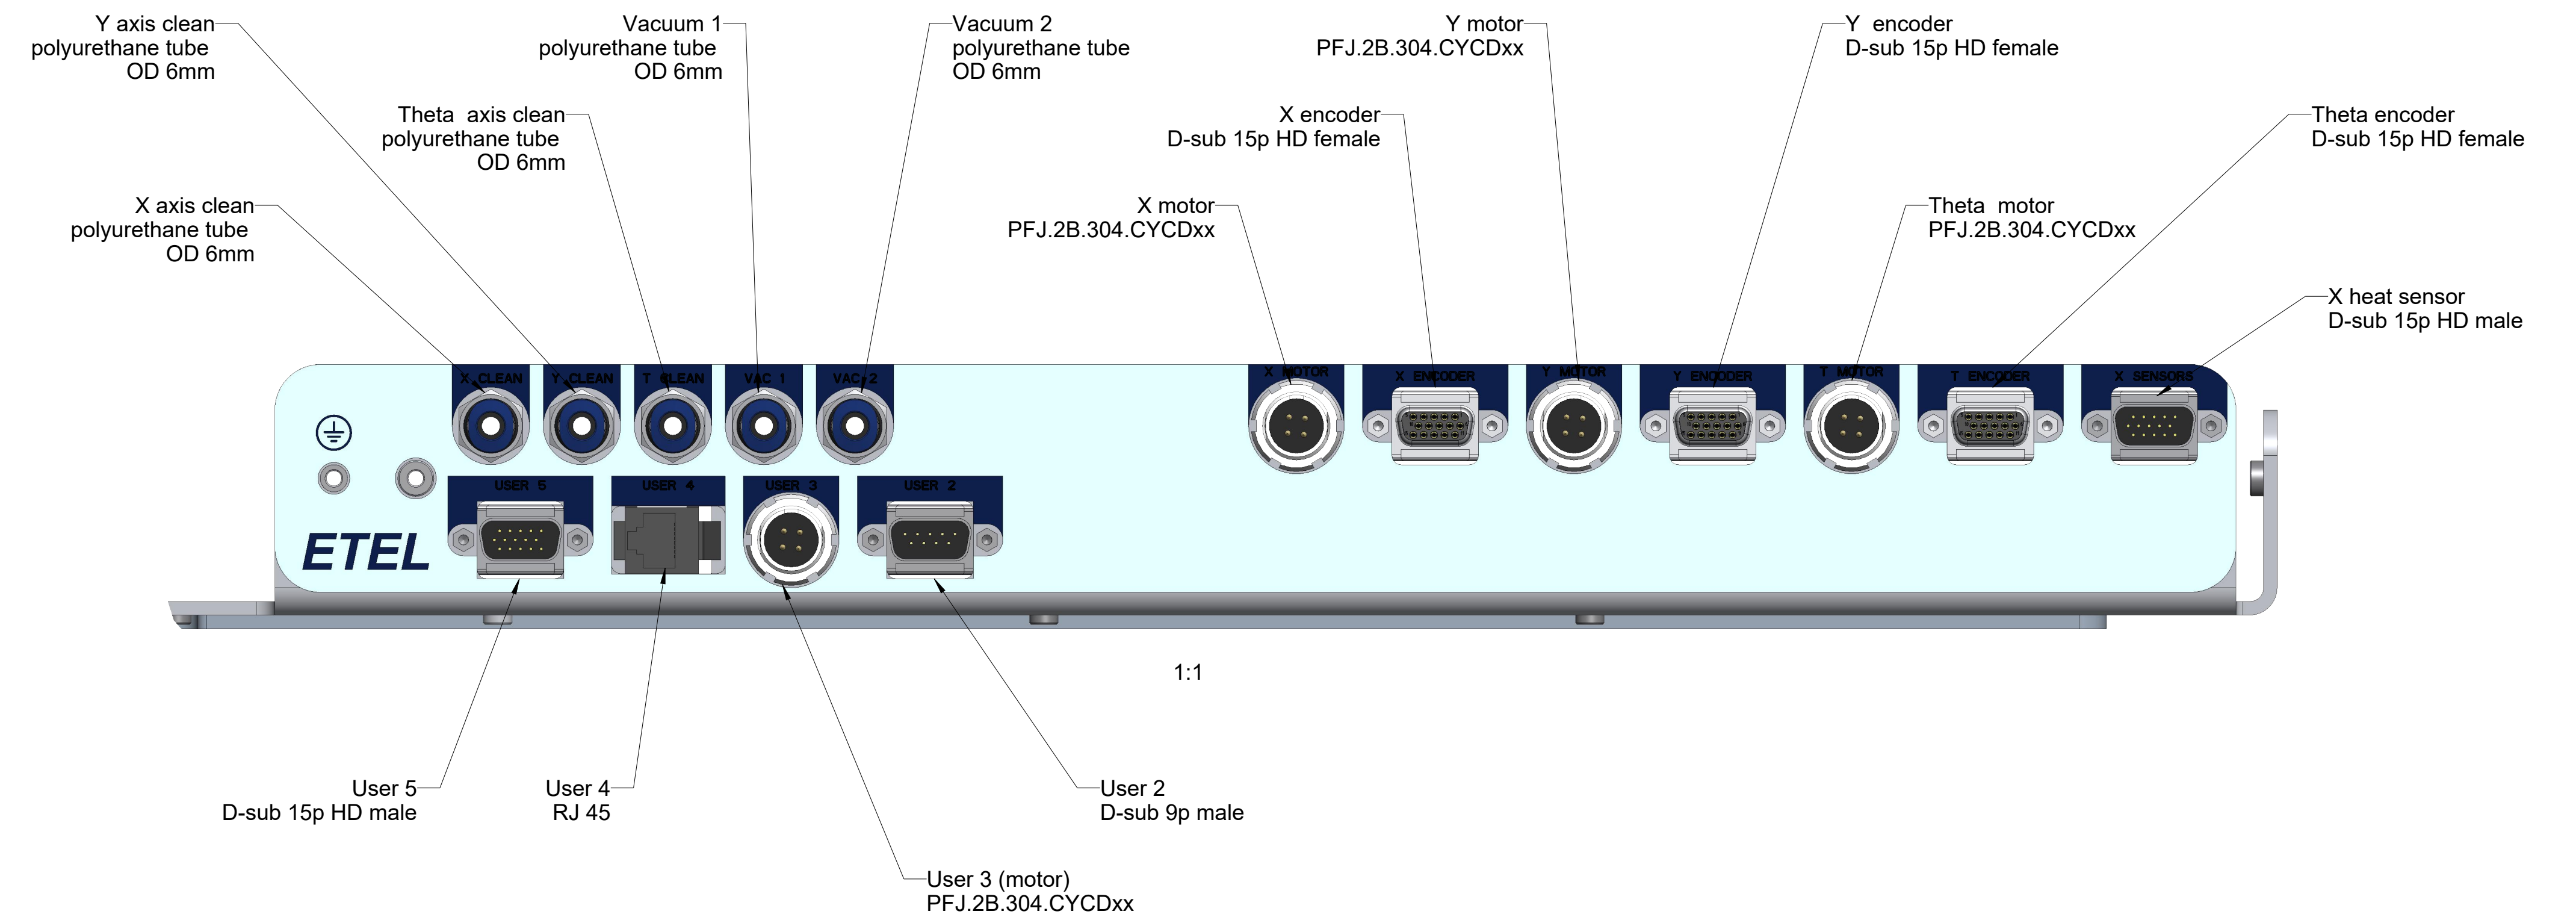 Y axis clean
polyurethane tube
OD 6mm
Vacuum 1
polyurethane tube
OD 6mm
Vacuum 2
polyurethane tube
OD 6mm
Y motor
PFJ.2B.304.CYCDxx
Y encoder
D-sub 15p HD female
Theta axis clean
polyurethane tube
OD 6mm
X encoder
D-sub 15p HD female
Theta encoder
D-sub 15p HD female
X axis clean
polyurethane tube
OD 6mm
X motor
PFJ.2B.304.CYCDxx
Theta motor
PFJ.2B.304.CYCDxx
X heat sensor
D-sub 15p HD male
X CLEAN
Y CLEAN
T CLEAN
VAC 1
VAC 2
X MOTOR
X ENCODER
Y MOTOR
Y ENCODER
T MOTOR
T ENCODER
X SENSORS
USER 5
USER 4
USER 3
USER 2
ETEL
1:1
User 5
D-sub 15p HD male
User 4
RJ 45
User 2
D-sub 9p male
User 3 (motor)
PFJ.2B.304.CYCDxx